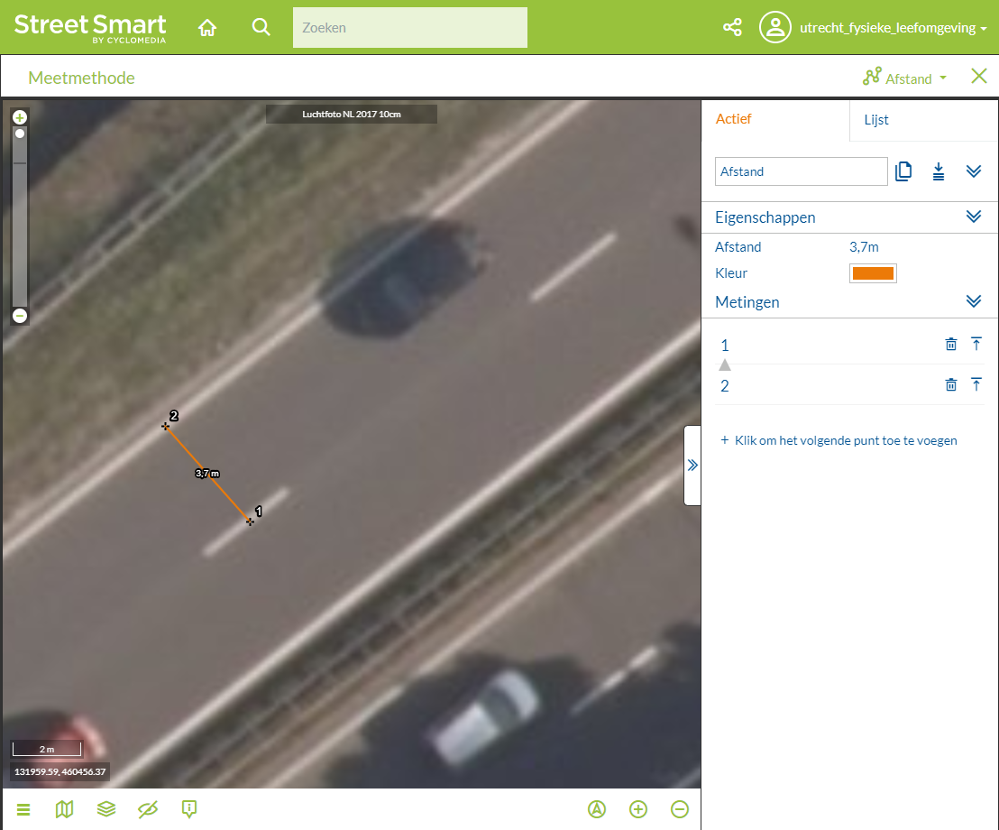 Street Smart
BY CYCLOMEDIA
Zoeken
utrecht_fysieke_leefomgeving
Meetmethode
Afstand
Luchtfoto NL 2017 10cm
2
3,7 m
1
2 m
131959.59, 460456.37
Actief
Lijst
Afstand
Eigenschappen
Afstand 3,7m
Kleur
Metingen
1
2
+ Klik om het volgende punt toe te voegen